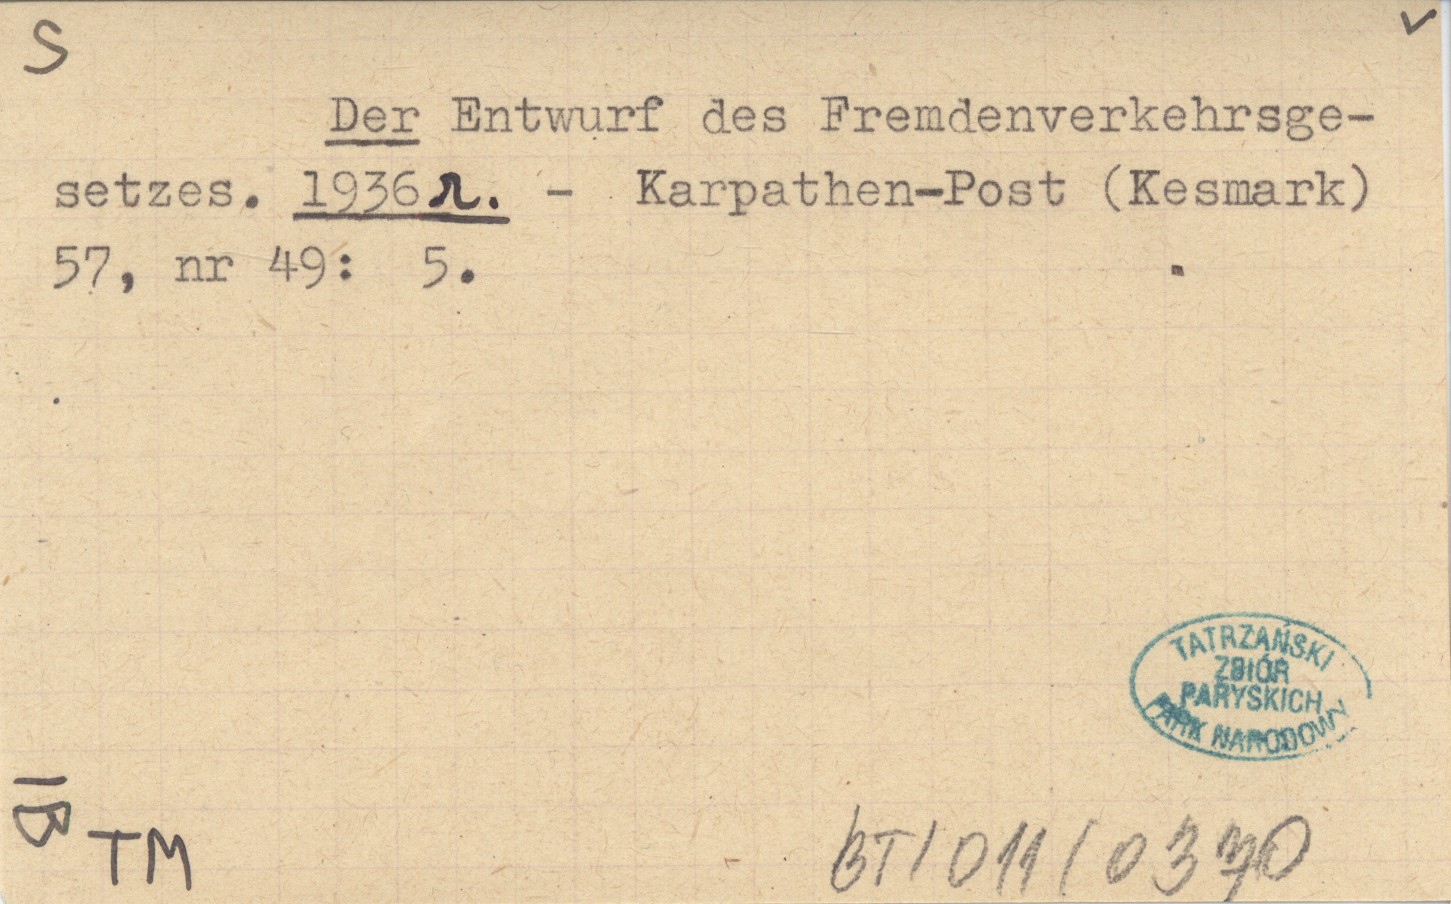 S
v
Der Entwurf des Fremdenverkehrsge-
setzes. 1936 r. - Karpathen-Post (Kesmark)
57, nr 49: 5.
TATRZAŃSKI
ZBIÓR
PARYSKICH
PARK NARODOWY
IB
TM
BT/011/0370